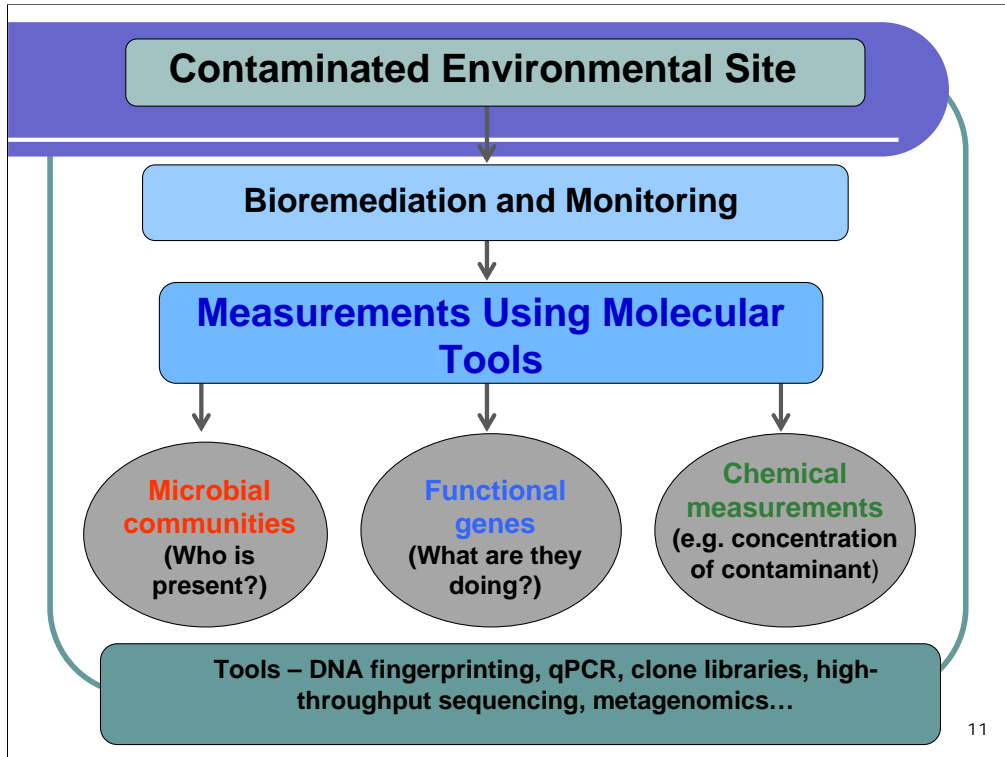 Contaminated Environmental Site
Bioremediation and Monitoring
Measurements Using Molecular
Tools
Microbial
communities
(Who is
present?)
Functional
genes
(What are they
doing?)
Chemical
measurements
(e.g. concentration
of contaminant)
Tools – DNA fingerprinting, qPCR, clone libraries, high-
throughput sequencing, metagenomics…
11